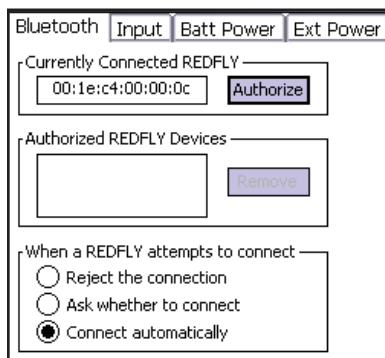 Bluetooth Input Batt Power Ext Power
Currently Connected REDFLY
00:1e:c4:00:00:0c Authorize
Authorized REDFLY Devices
Remove
When a REDFLY attempts to connect
Reject the connection
Ask whether to connect
Connect automatically